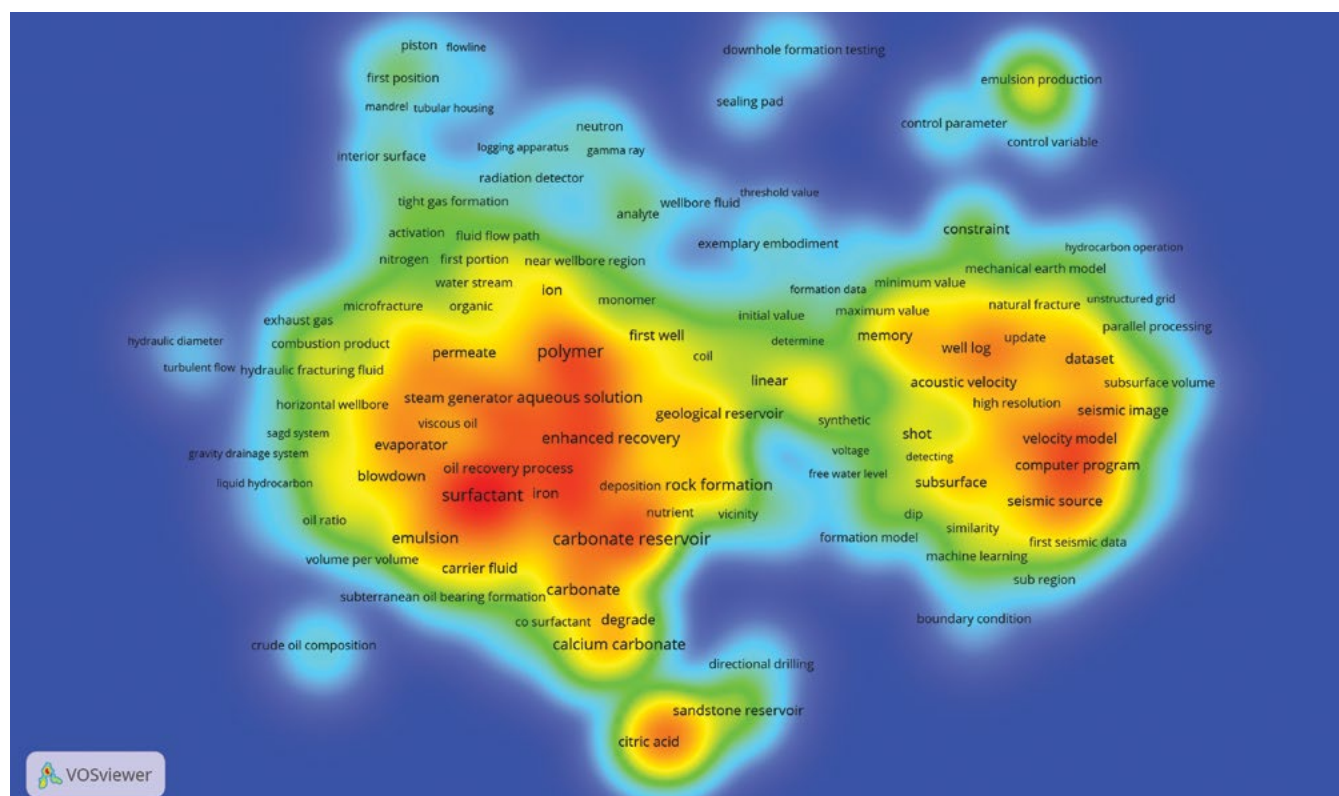 piston
flowline
downhole formation testing
first position
emulsion production
mandrel
tubular housing
sealing pad
neutron
control parameter
control variable
logging apparatus
gamma ray
interior surface
radiation detector
threshold value
tight gas formation
wellbore fluid
analyte
activation
fluid flow path
constraint
exemplary embodiment
hydrocarbon operation
nitrogen
first portion
near wellbore region
mechanical earth model
water stream
ion
formation data
minimum value
microfracture
organic
monomer
natural fracture
unstructured grid
exhaust gas
initial value
maximum value
parallel processing
hydraulic diameter
combustion product
first well
determine
memory
well log
update
permeate
polymer
coil
dataset
turbulent flow
hydraulic fracturing fluid
linear
acoustic velocity
subsurface volume
horizontal wellbore
steam generator
aqueous solution
geological reservoir
high resolution
seismic image
viscous oil
synthetic
sagd system
shot
evaporator
enhanced recovery
velocity model
gravity drainage system
voltage
detecting
blowdown
oil recovery process
free water level
computer program
liquid hydrocarbon
surfactant
iron
deposition
rock formation
subsurface
seismic source
oil ratio
nutrient
vicinity
dip
similarity
emulsion
carbonate reservoir
formation model
first seismic data
volume per volume
carrier fluid
machine learning
sub region
subterranean oil bearing formation
carbonate
co surfactant
degrade
boundary condition
crude oil composition
calcium carbonate
directional drilling
sandstone reservoir
citric acid
VOSviewer